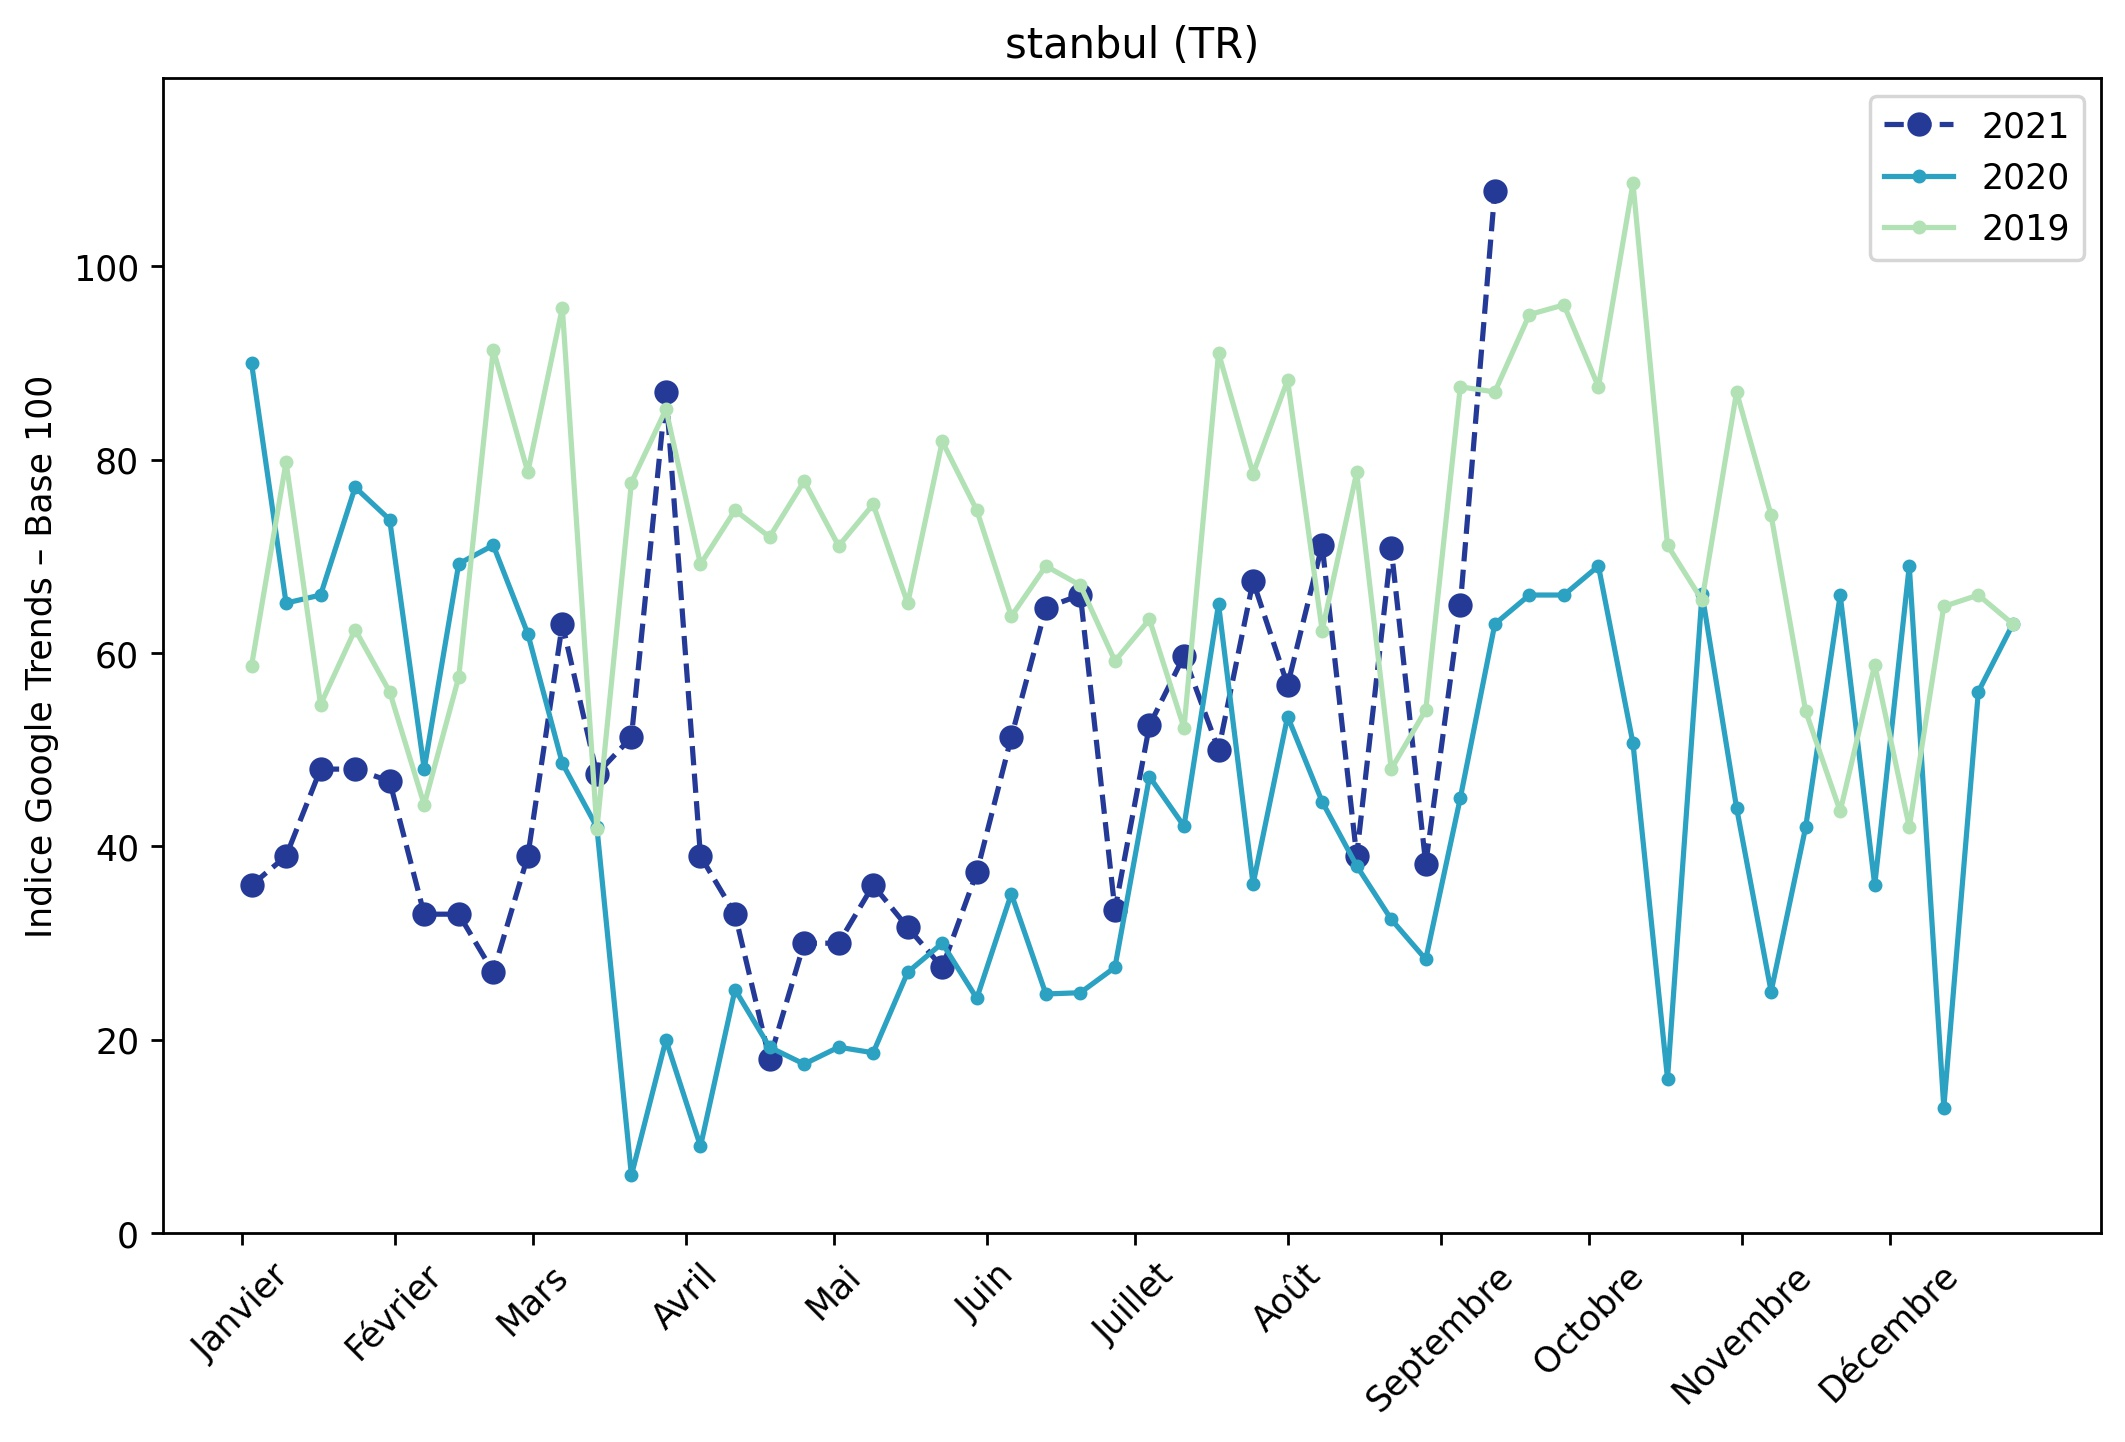 stanbul (TR)
2021
2020
2019
Indice Google Trends – Base 100
100
80
60
40
20
0
Janvier
Février
Mars
Avril
Mai
Juin
Juillet
Août
Septembre
Octobre
Novembre
Décembre